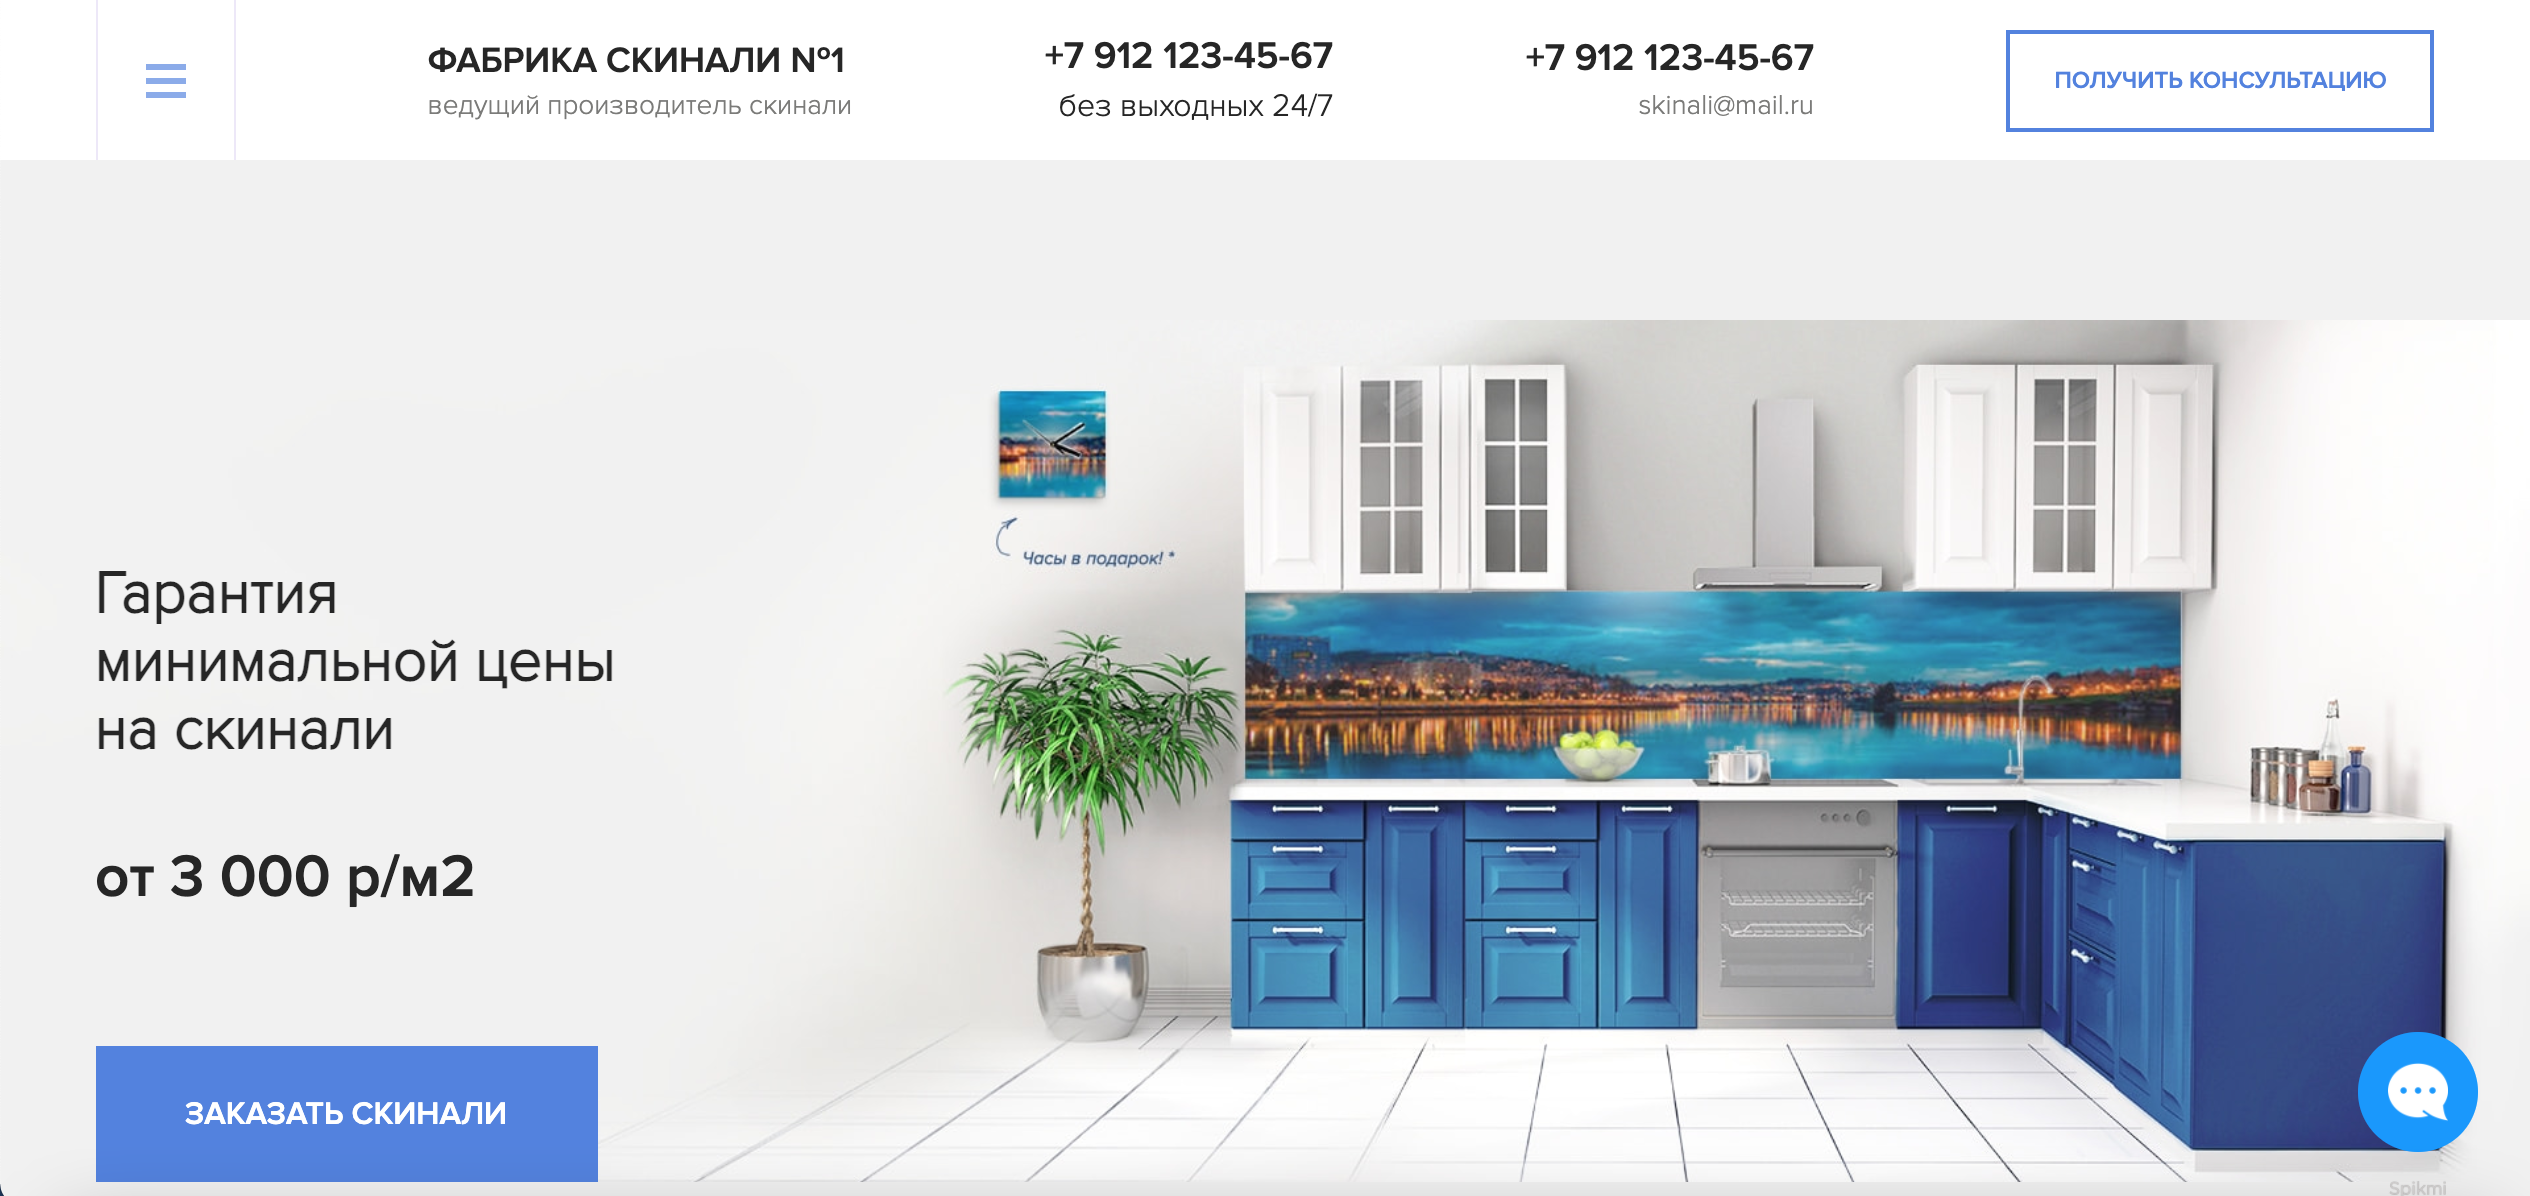 ФАБРИКА СКИНАЛИ №1
ведущий производитель скинали
+7 912 123-45-67
без выходных 24/7
+7 912 123-45-67
skinali@mail.ru
ПОЛУЧИТЬ КОНСУЛЬТАЦИЮ
Часы в подарок! *
Гарантия
минимальной цены
на скинали
от 3 000 р/м2
ЗАКАЗАТЬ СКИНАЛИ
Spikmi